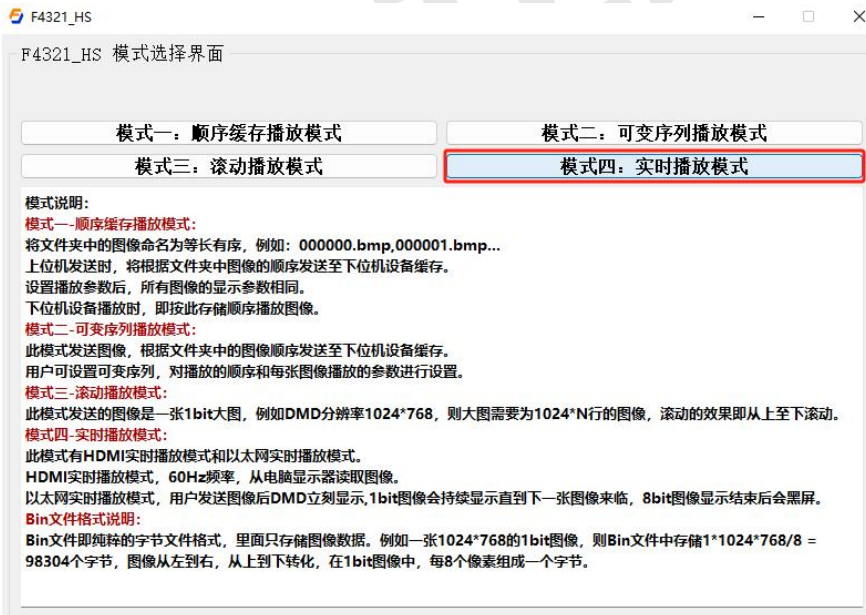 F4321_HS
F4321_HS 模式选择界面
模式一：顺序缓存播放模式
模式二：可变序列播放模式
模式三：滚动播放模式
模式四：实时播放模式
模式说明：
模式一-顺序缓存播放模式：
将文件夹中的图像命名为等长有序，例如：000000.bmp,000001.bmp...
上位机发送时，将根据文件夹中图像的顺序发送至下位机设备缓存。
设置播放参数后，所有图像的显示参数相同。
下位机设备播放时，即按此存储顺序播放图像。
模式二-可变序列播放模式：
此模式发送图像，根据文件夹中的图像顺序发送至下位机设备缓存。
用户可设置可变序列，对播放的顺序和每张图像播放的参数进行设置。
模式三-滚动播放模式：
此模式发送的图像是一张1bit大图，例如DMD分辨率1024*768，则大图需要为1024*N行的图像，滚动的效果即从上至下滚动。
模式四-实时播放模式：
此模式有HDMI实时播放模式和以太网实时播放模式。
HDMI实时播放模式，60Hz频率，从电脑显示器读取图像。
以太网实时播放模式，用户发送图像后DMD立刻显示,1bit图像会持续显示直到下一张图像来临，8bit图像显示结束后会黑屏。
Bin文件格式说明：
Bin文件即纯粹的字节文件格式，里面只存储图像数据。例如一张1024*768的1bit图像，则Bin文件中存储1*1024*768/8 =
98304个字节，图像从左到右，从上到下转化，在1bit图像中，每8个像素组成一个字节。